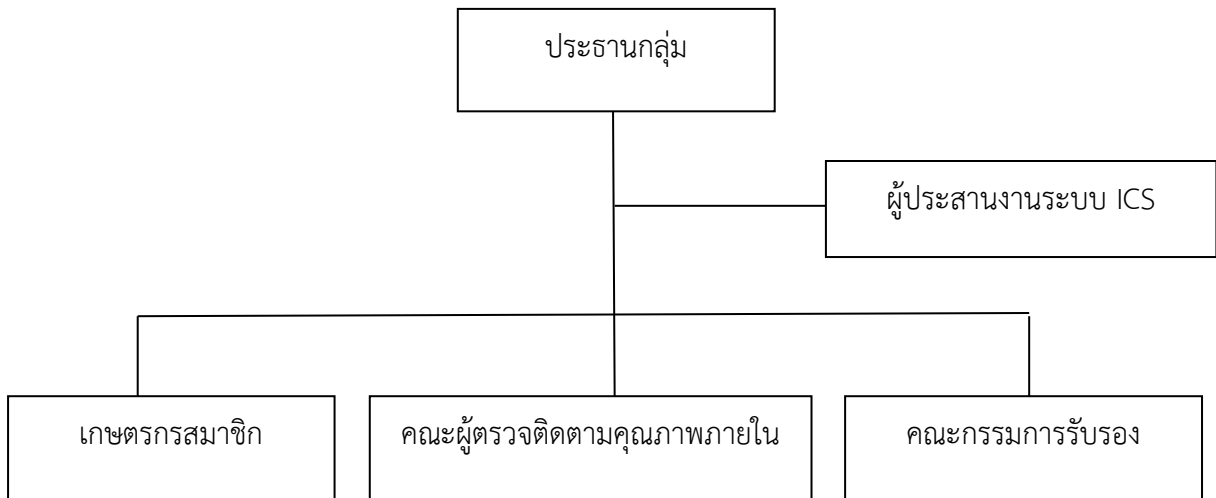 ประธานกลุ่ม
ผู้ประสานงานระบบ ICS
เกษตรกรสมาชิก
คณะผู้ตรวจติดตามคุณภาพภายใน
คณะกรรมการรับรอง